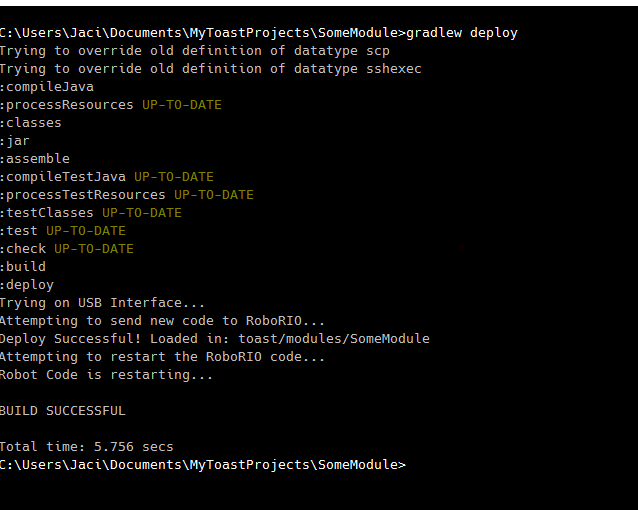 C:\Users\Jaci\Documents\MyToastProjects\SomeModule>gradlew deploy
Trying to override old definition of datatype scp
Trying to override old definition of datatype sshexec
:compileJava
:processResources UP-TO-DATE
:classes
:jar
:assemble
:compileTestJava UP-TO-DATE
:processTestResources UP-TO-DATE
:testClasses UP-TO-DATE
:test UP-TO-DATE
:check UP-TO-DATE
:build
:deploy
Trying on USB Interface...
Attempting to send new code to RoboRIO...
Deploy Successful! Loaded in: toast/modules/SomeModule
Attempting to restart the RoboRIO code...
Robot Code is restarting...
BUILD SUCCESSFUL
Total time: 5.756 secs
C:\Users\Jaci\Documents\MyToastProjects\SomeModule>